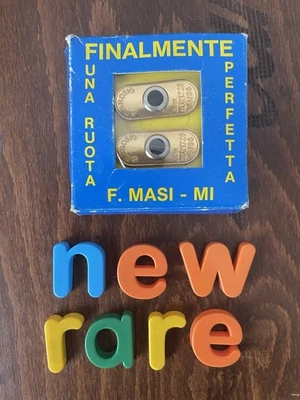 FINALMENTE
UNA RUOTA
PERFETTA
F. MASI - MI
new
rare